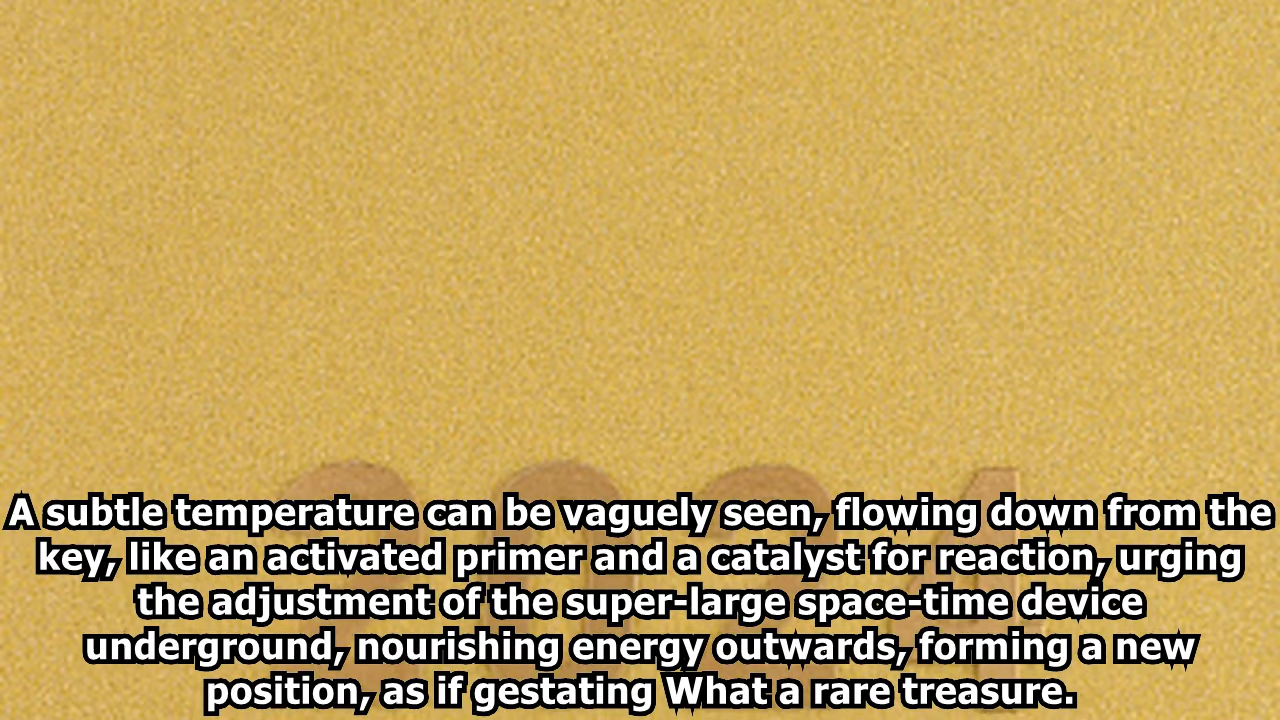 A subtle temperature can be vaguely seen, flowing down from the
key, like an activated primer and a catalyst for reaction, urging
the adjustment of the super-large space-time device
underground, nourishing energy outwards, forming a new
position, as if gestating What a rare treasure.
2024